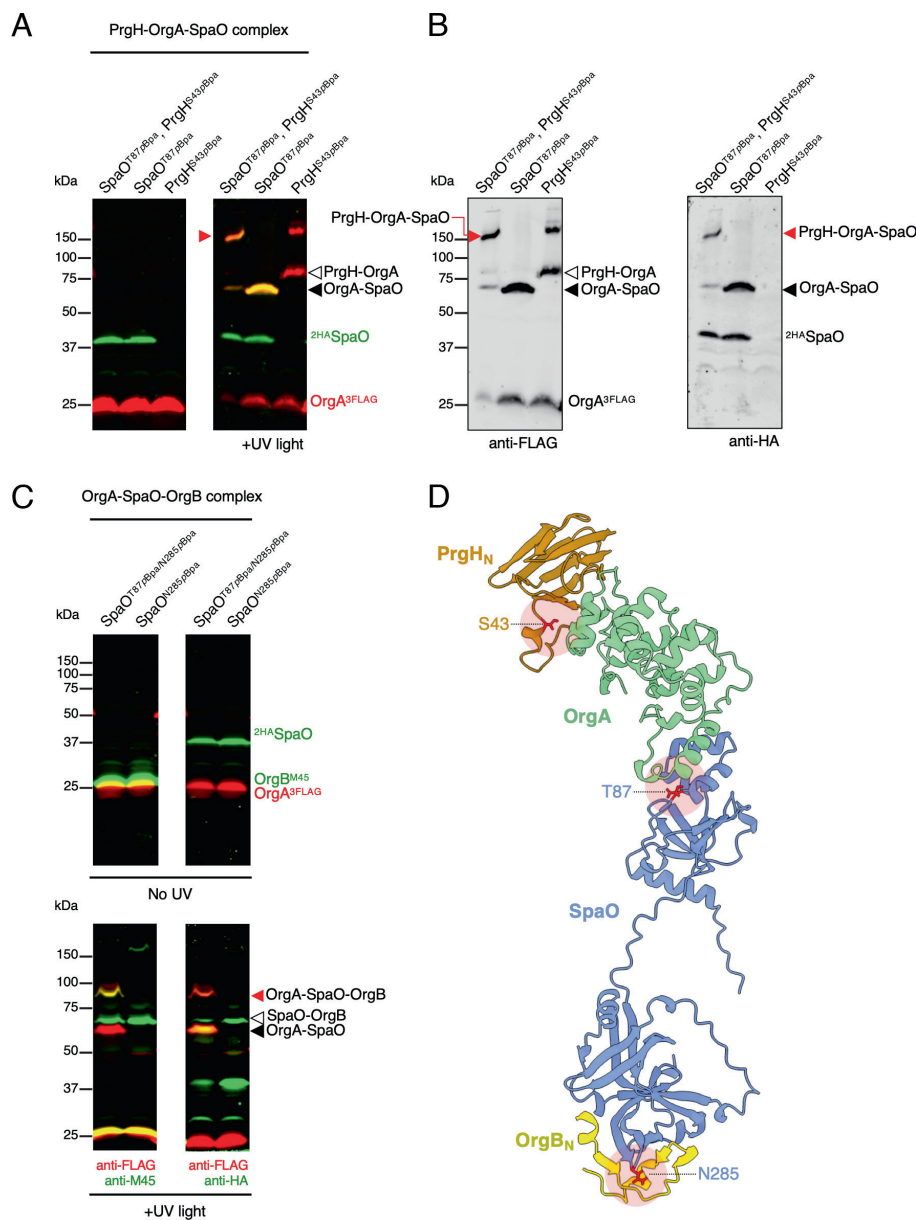 A
PrgH-OrgA-SpaO complex
SpaOT87pBpa, PrgHS43pBpa
SpaOT87pBpa
PrgHS43pBpa
SpaOT87pBpa, PrgHS43pBpa
SpaOT87pBpa
PrgHS43pBpa
kDa
150
100
75
50
37
25
PrgH-OrgA
OrgA-SpaO
2HASpaO
OrgA3FLAG
+UV light
B
SpaOT87pBpa, PrgHS43pBpa
SpaOT87pBpa
PrgHS43pBpa
SpaOT87pBpa, PrgHS43pBpa
SpaOT87pBpa
PrgHS43pBpa
kDa
PrgH-OrgA-SpaO
150
100
75
50
37
25
PrgH-OrgA
OrgA-SpaO
OrgA3FLAG
anti-FLAG
PrgH-OrgA-SpaO
OrgA-SpaO
2HASpaO
anti-HA
C
OrgA-SpaO-OrgB complex
SpaOT87pBpa/N285pBpa
SpaON285pBpa
SpaOT87pBpa/N285pBpa
SpaON285pBpa
kDa
150
100
75
50
37
25
2HASpaO
OrgBM45
OrgA3FLAG
No UV
kDa
150
100
75
50
37
25
OrgA-SpaO-OrgB
SpaO-OrgB
OrgA-SpaO
anti-FLAG
anti-M45
anti-FLAG
anti-HA
+UV light
D
PrgHN
S43
OrgA
T87
SpaO
OrgBN
N285